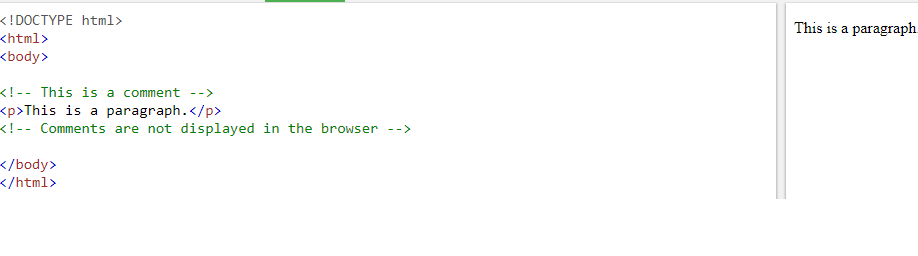 <!DOCTYPE html>
<html>
<body>
<!-- This is a comment -->
<p>This is a paragraph.</p>
<!-- Comments are not displayed in the browser -->
</body>
</html>
This is a paragraph